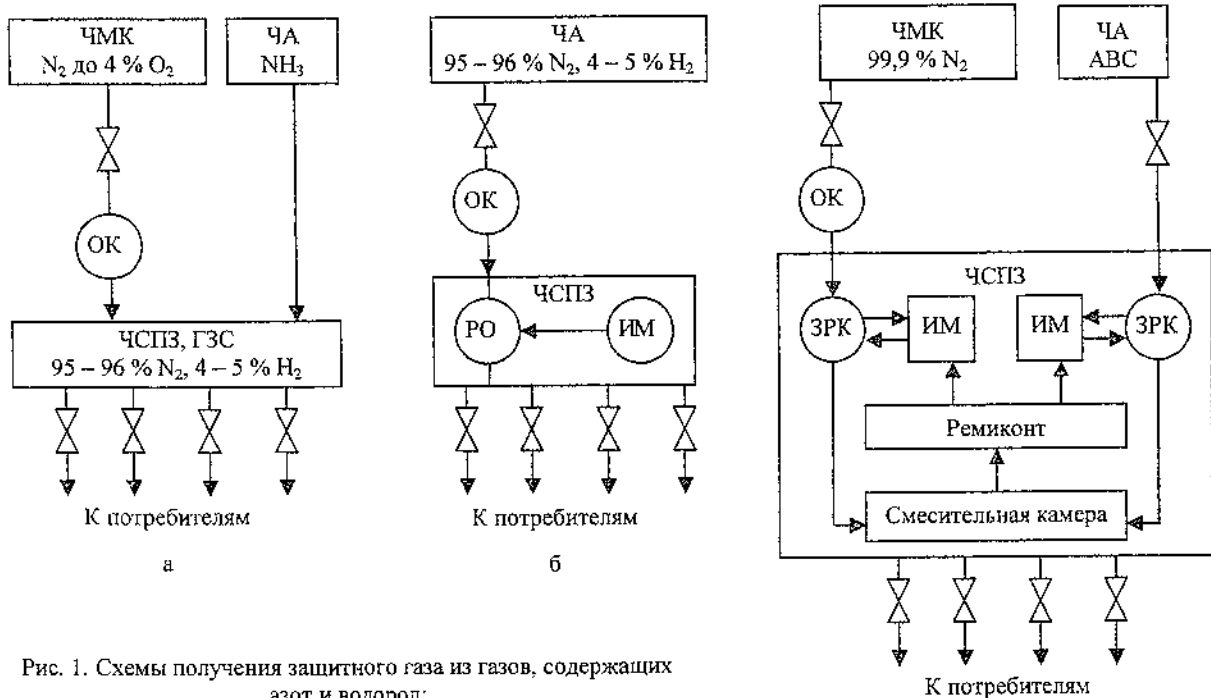 ЧМК
N₂ до 4 % O₂
ЧА
NH₃
ОК
ЧСПЗ, ГЗС
95 – 96 % N₂, 4 – 5 % H₂
К потребителям
а
ЧА
95 – 96 % N₂, 4 – 5 % H₂
ОК
ЧСПЗ
РО
ИМ
К потребителям
б
ЧМК
99,9 % N₂
ЧА
АВС
ОК
ЧСПЗ
ЗРК
ИМ
ИМ
ЗРК
Ремиконт
Смесительная камера
К потребителям
Рис. 1. Схемы получения защитного газа из газов, содержащих
азот и водород: